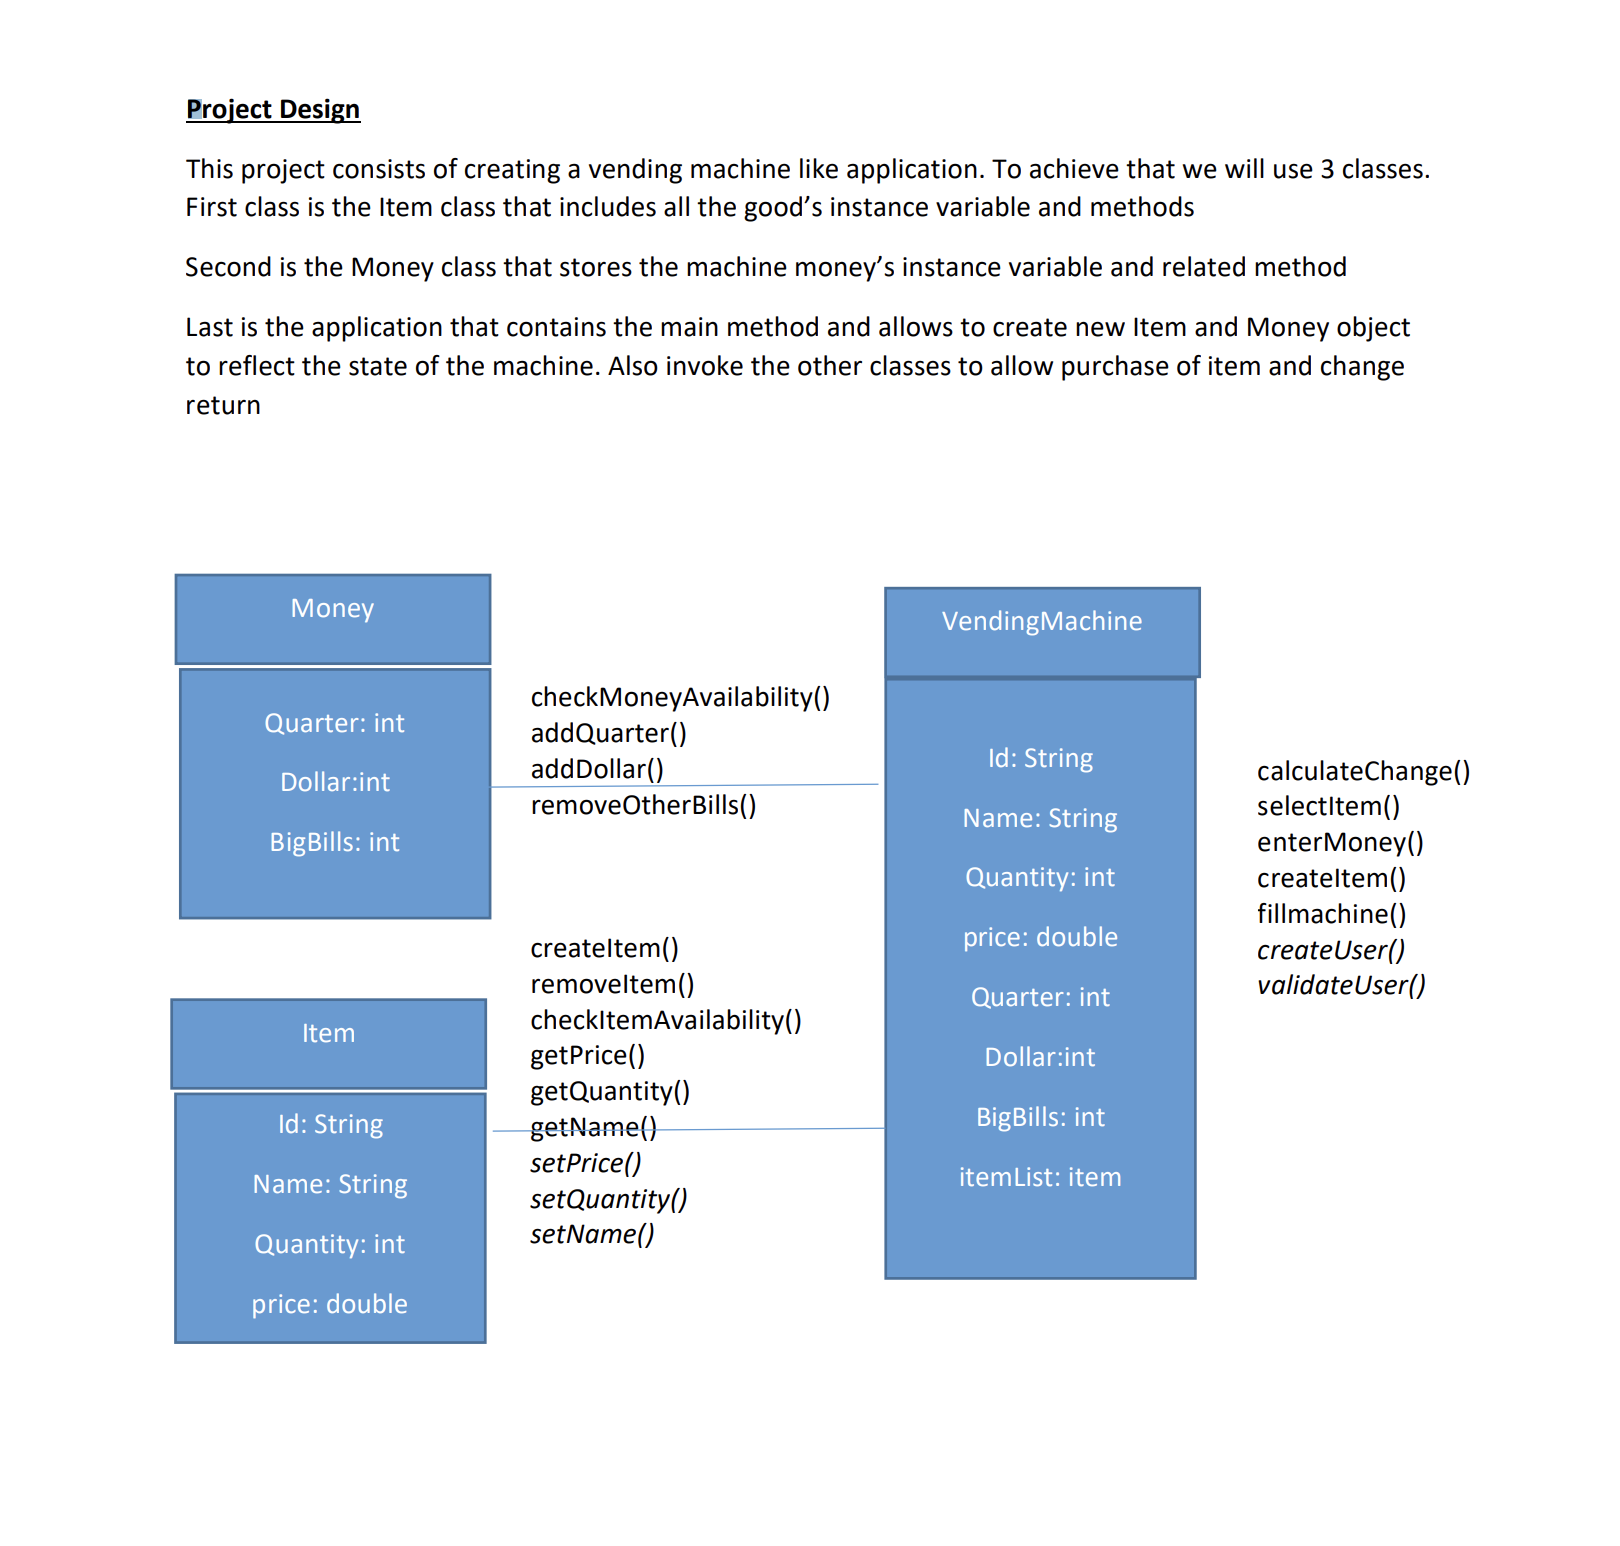 Project Design
This project consists of creating a vending machine like application. To achieve that we will use 3 classes.
First class is the Item class that includes all the good’s instance variable and methods
Second is the Money class that stores the machine money’s instance variable and related method
Last is the application that contains the main method and allows to create new Item and Money object
to reflect the state of the machine. Also invoke the other classes to allow purchase of item and change
return
Money
Quarter: int
Dollar:int
BigBills: int
checkMoneyAvailability()
addQuarter()
addDollar()
removeOtherBills()
Item
Id: String
Name: String
Quantity: int
price: double
createItem()
removeItem()
checkItemAvailability()
getPrice()
getQuantity()
getName()
setPrice()
setQuantity()
setName()
VendingMachine
Id: String
Name: String
Quantity: int
price: double
Quarter: int
Dollar:int
BigBills: int
itemList: item
calculateChange()
selectItem()
enterMoney()
createItem()
fillmachine()
createUser()
validateUser()